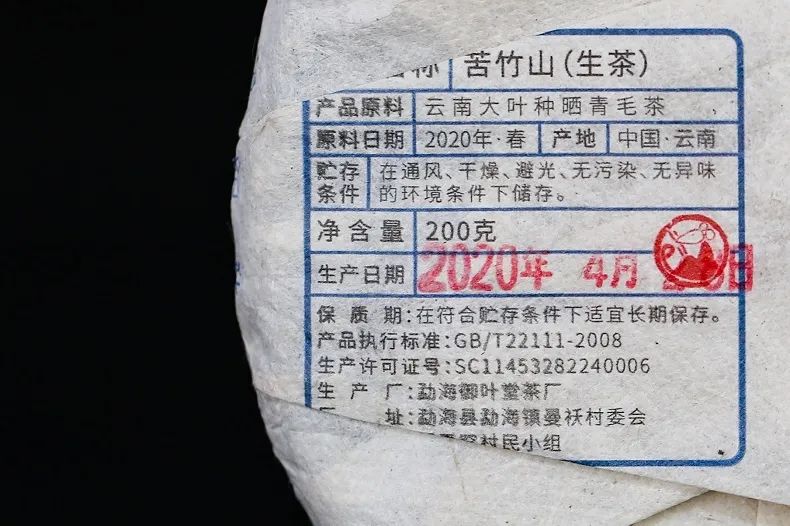 称 苦竹山(生茶)
产品原料 云南大叶种晒青毛茶
原料日期 2020年·春 产地 中国·云南
贮存条件 在通风、干燥、避光、无污染、无异味
的环境条件下储存。
净含量 200克
生产日期 2020年 4月 日
保质期:在符合贮存条件下适宜长期保存。
产品执行标准:GB/T22111-2008
生产许可证号:SC11453282240006
生产厂:勐海御叶堂茶厂
址:勐海县勐海镇曼袄村委会
村民小组